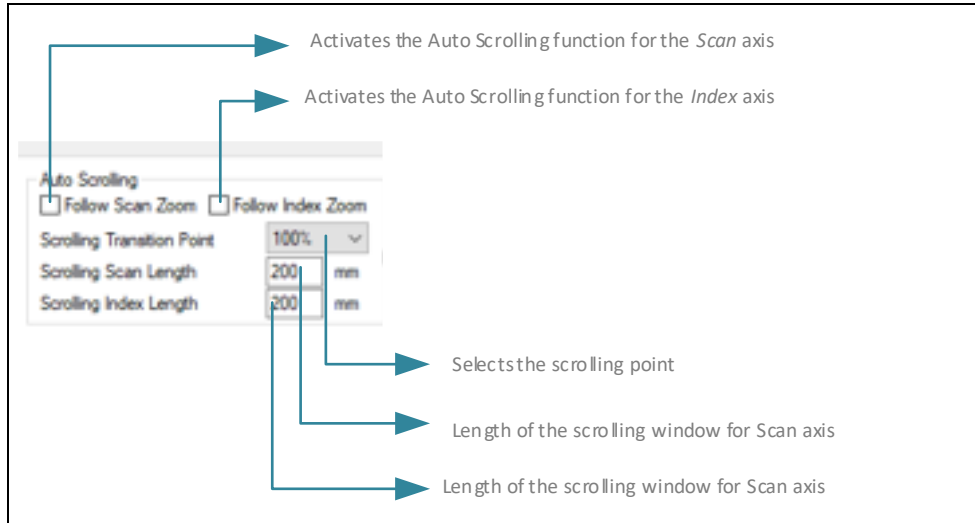 Activates the Auto Scrolling function for the Scan axis
Activates the Auto Scrolling function for the Index axis
Auto Scrolling
Follow Scan Zoom Follow Index Zoom
Scrolling Transition Point 100%
Scrolling Scan Length 200 mm
Scrolling Index Length 200 mm
Selects the scrolling point
Length of the scrolling window for Scan axis
Length of the scrolling window for Scan axis